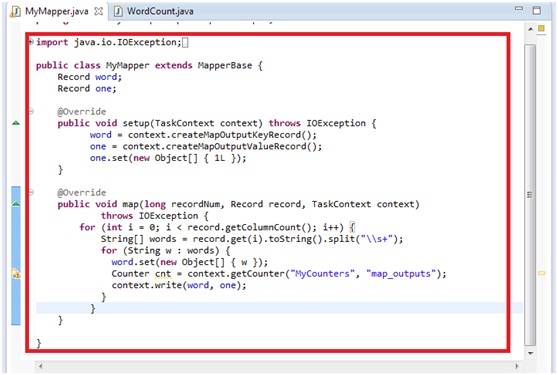 MyMapper.java
WordCount.java
import java.io.IOException;
public class MyMapper extends MapperBase {
Record word;
Record one;
@Override
public void setup(TaskContext context) throws IOException {
word = context.createMapOutputKeyRecord();
one = context.createMapOutputValueRecord();
one.set(new Object[] { 1L });
}
@Override
public void map(long recordNum, Record record, TaskContext context)
throws IOException {
for (int i = 0; i < record.getColumnCount(); i++) {
String[] words = record.get(i).toString().split("\\s+");
for (String w : words) {
word.set(new Object[] { w });
Counter cnt = context.getCounter("MyCounters", "map_outputs");
context.write(word, one);
}
}
}
}